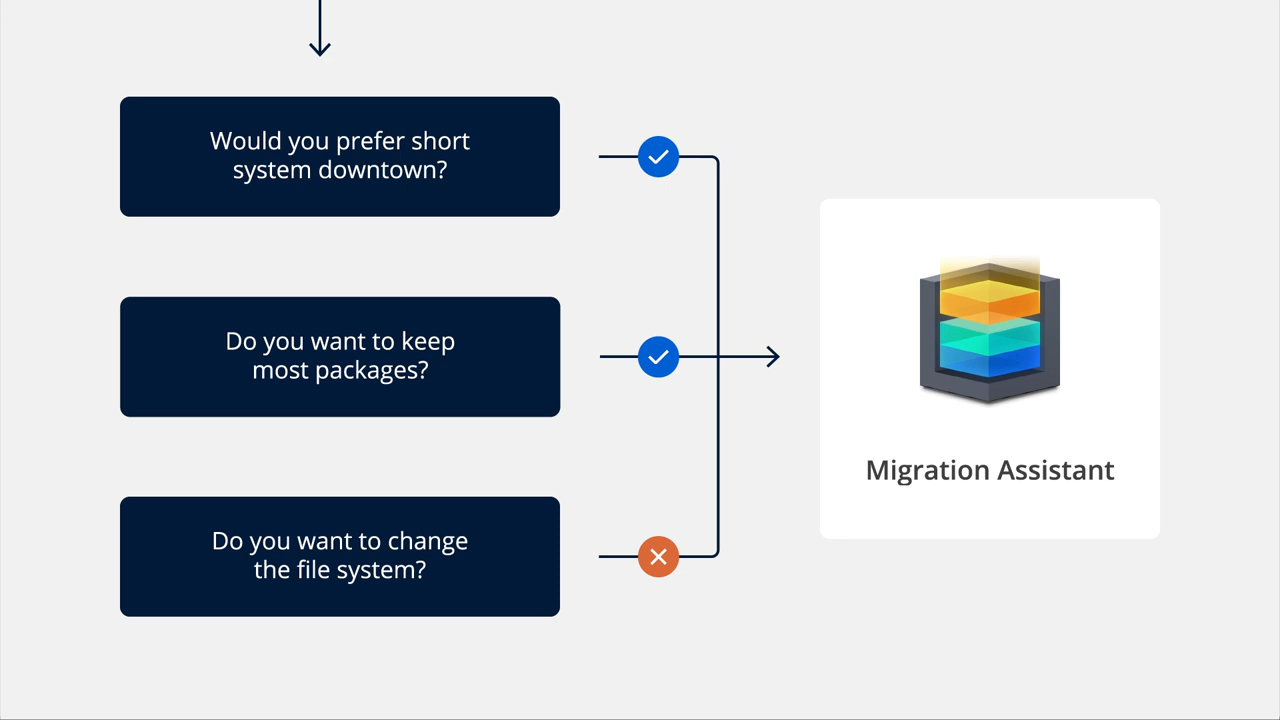 Would you prefer short
system downtown?
Do you want to keep
most packages?
Do you want to change
the file system?
Migration Assistant